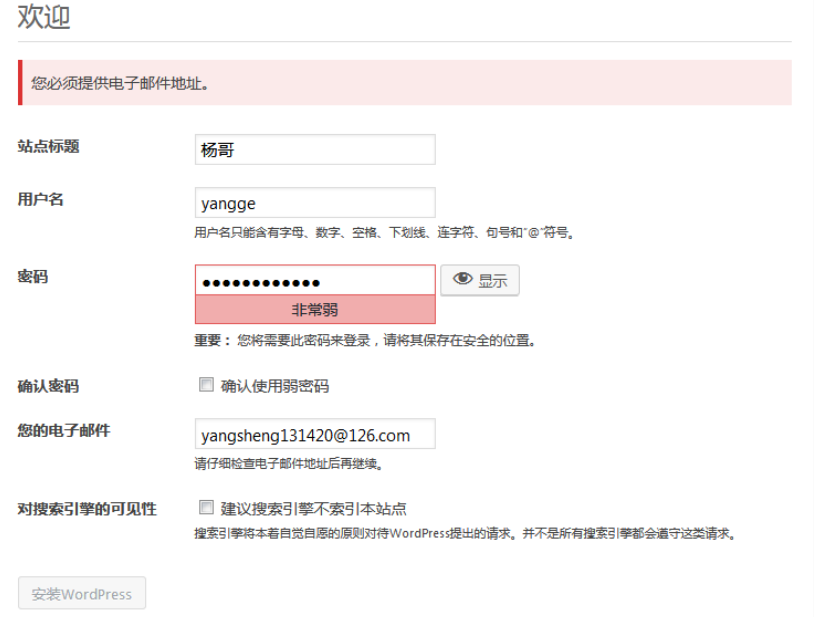 欢迎
您必须提供电子邮件地址。
站点标题 杨哥
用户名 yangge
用户名只能含有字母、数字、空格、下划线、连字符、句号和“@”符号。
密码 ●●●●●●●●●●●● 显示
非常弱
重要：您将需要此密码来登录，请将其保存在安全的位置。
确认密码 确认使用弱密码
您的电子邮件 yangsheng131420@126.com
请仔细检查电子邮件地址后再继续。
对搜索引擎的可见性 建议搜索引擎不索引本站点
搜索引擎将本着自觉自愿的原则对待WordPress提出的请求。并不是所有搜索引擎都会遵守这类请求。
安装WordPress